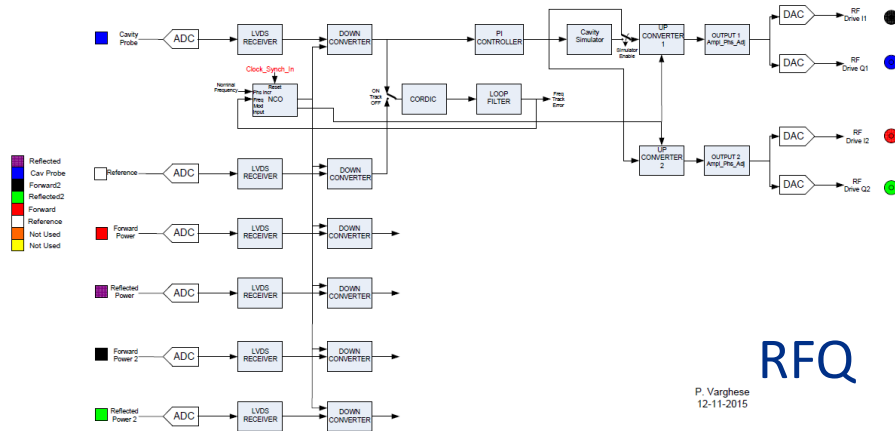 Cavity
Probe
ADC
LVDS
RECEIVER
DOWN
CONVERTER
PI
CONTROLLER
Cavity
Simulator
Simulator
Enable
UP
CONVERTER
1
OUTPUT 1
Ampl_Phs_Adj
DAC
RF
Drive I1
DAC
RF
Drive Q1
Clock_Synch_In
Nominal
Frequency
Reset
Phs Incr
NCO
Freq
Mod
Input
ON
Track
OFF
CORDIC
LOOP
FILTER
Freq
Track
Error
Reference
ADC
LVDS
RECEIVER
DOWN
CONVERTER
UP
CONVERTER
2
OUTPUT 2
Ampl_Phs_Adj
DAC
RF
Drive I2
DAC
RF
Drive Q2
Reflected
Cav Probe
Forward2
Reflected2
Forward
Reference
Not Used
Not Used
Forward
Power
ADC
LVDS
RECEIVER
DOWN
CONVERTER
Reflected
Power
ADC
LVDS
RECEIVER
DOWN
CONVERTER
Forward
Power 2
ADC
LVDS
RECEIVER
DOWN
CONVERTER
Reflected
Power 2
ADC
LVDS
RECEIVER
DOWN
CONVERTER
RFQ
P. Varghese
12-11-2015